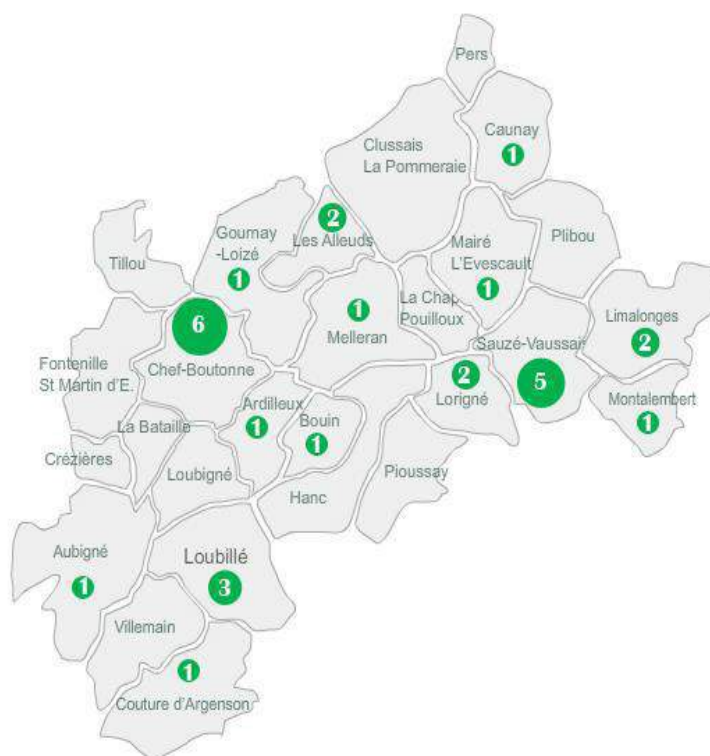 Pers
Caunay
1
Clussais
La Pommeraie
2
Les Alleuds
Gournay
-Loizé
1
Mairé
L'Evescault
1
Plibou
Tillou
6
Chef-Boutonne
1
Melleran
La Chap
Pouilloux
Limalonges
2
Sauzé-Vaussai
5
Fontenille
St Martin d'E.
2
Lorigné
Montalembert
1
Ardilleux
1
Bouin
1
La Bataille
Crézières
Loubigné
Pioussay
Hanc
Aubigné
1
Loubillé
3
Villemain
1
Couture d'Argenson